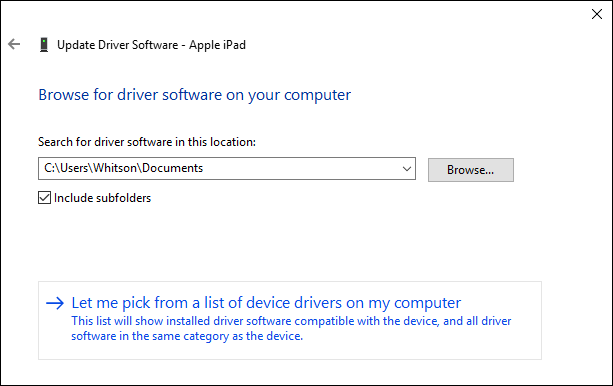 Update Driver Software - Apple iPad
Browse for driver software on your computer
Search for driver software in this location:
C:\Users\Whitson\Documents
Browse...
Include subfolders
Let me pick from a list of device drivers on my computer
This list will show installed driver software compatible with the device, and all driver
software in the same category as the device.